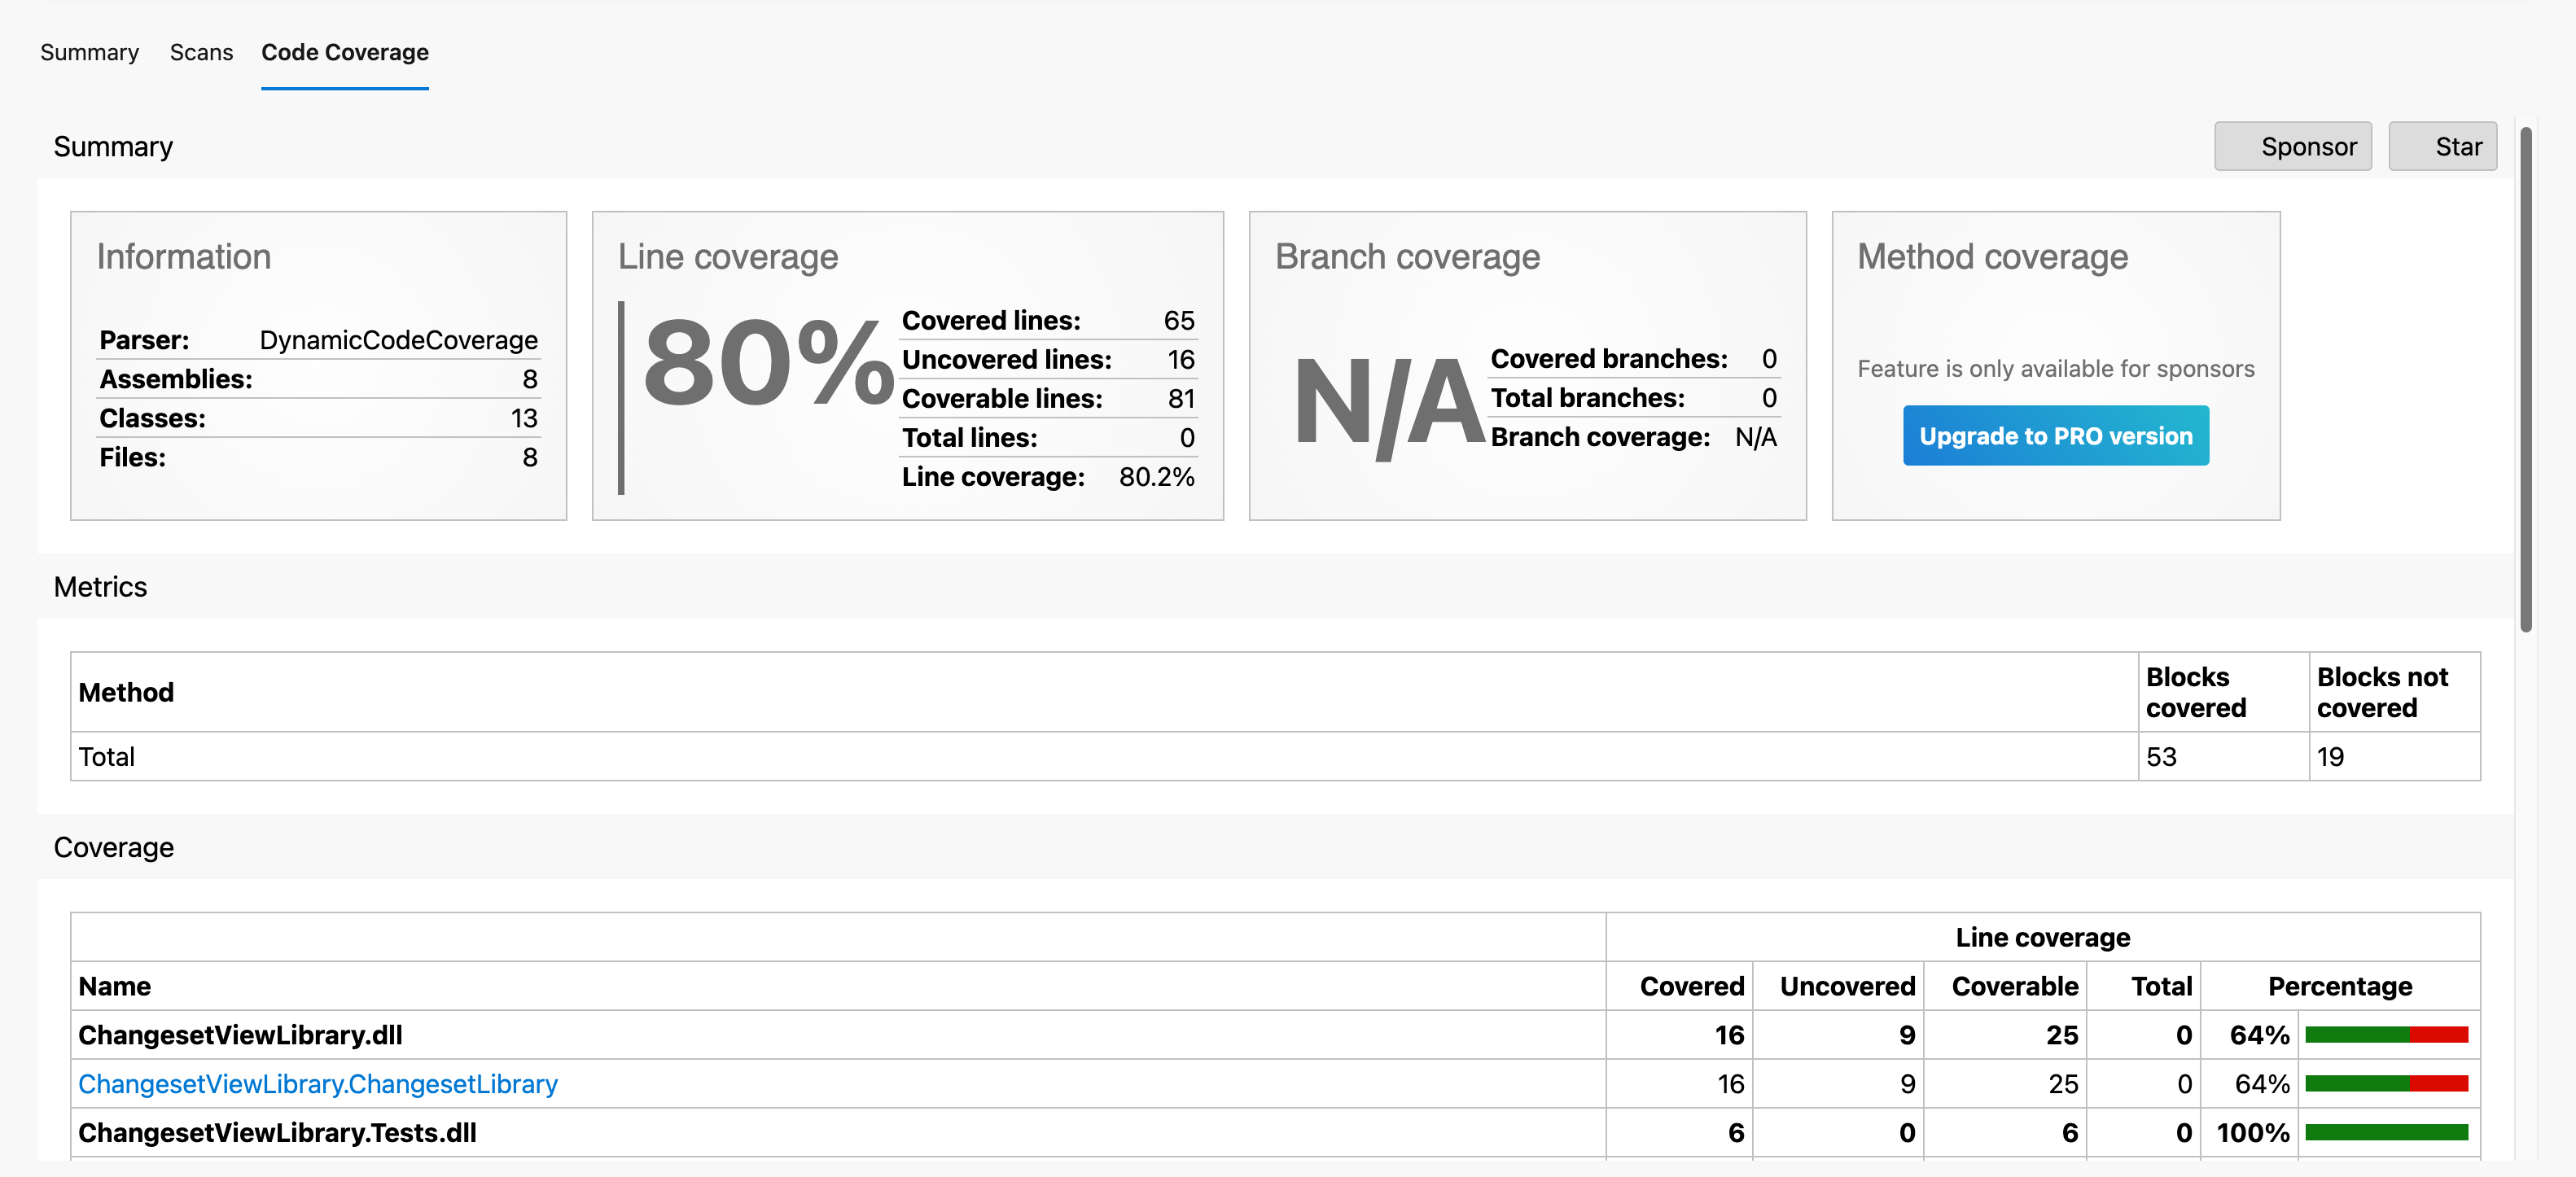 Summary Scans Code Coverage
Summary
Sponsor Star
Information
Parser: DynamicCodeCoverage
Assemblies: 8
Classes: 13
Files: 8
Line coverage
80%
Covered lines: 65
Uncovered lines: 16
Coverable lines: 81
Total lines: 0
Line coverage: 80.2%
Branch coverage
N/A
Covered branches: 0
Total branches: 0
Branch coverage: N/A
Method coverage
Feature is only available for sponsors
Upgrade to PRO version
Metrics
Method Blocks covered Blocks not covered
Total 53 19
Coverage
Line coverage
Name Covered Uncovered Coverable Total Percentage
ChangesetViewLibrary.dll 16 9 25 0 64%
ChangesetViewLibrary.ChangesetLibrary 16 9 25 0 64%
ChangesetViewLibrary.Tests.dll 6 0 6 0 100%